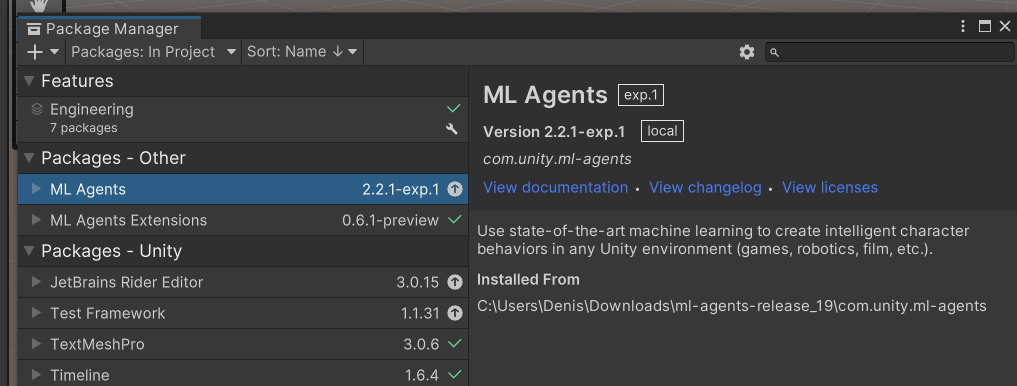 Package Manager
Packages: In Project
Sort: Name ↓
Features
Engineering
7 packages
Packages - Other
ML Agents 2.2.1-exp.1
ML Agents Extensions 0.6.1-preview
Packages - Unity
JetBrains Rider Editor 3.0.15
Test Framework 1.1.31
TextMeshPro 3.0.6
Timeline 1.6.4
ML Agents exp.1
Version 2.2.1-exp.1 local
com.unity.ml-agents
View documentation • View changelog • View licenses
Use state-of-the-art machine learning to create intelligent character
behaviors in any Unity environment (games, robotics, film, etc.).
Installed From
C:\Users\Denis\Downloads\ml-agents-release_19\com.unity.ml-agents